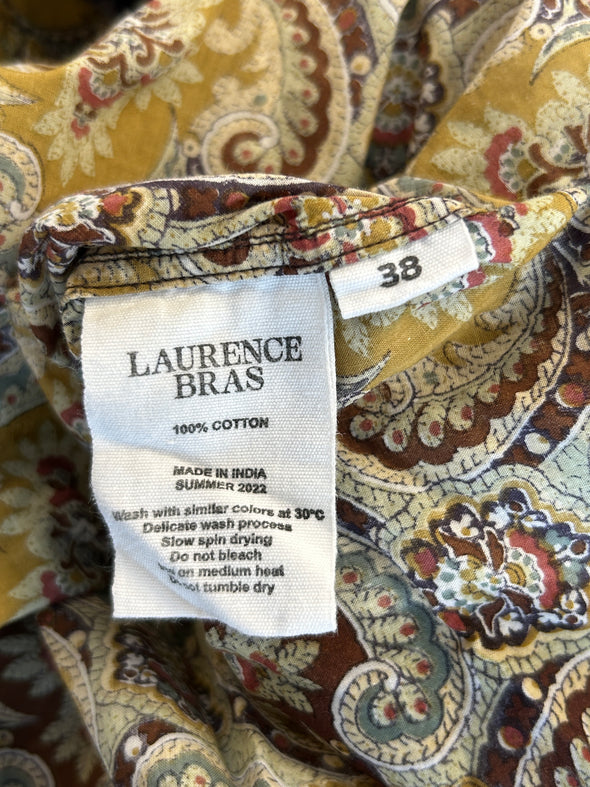 38
LAURENCE
BRAS
100% COTTON
MADE IN INDIA
SUMMER 2022
Wash with similar colors at 30°C
Delicate wash process
Slow spin drying
Do not bleach
on medium heat
tumble dry